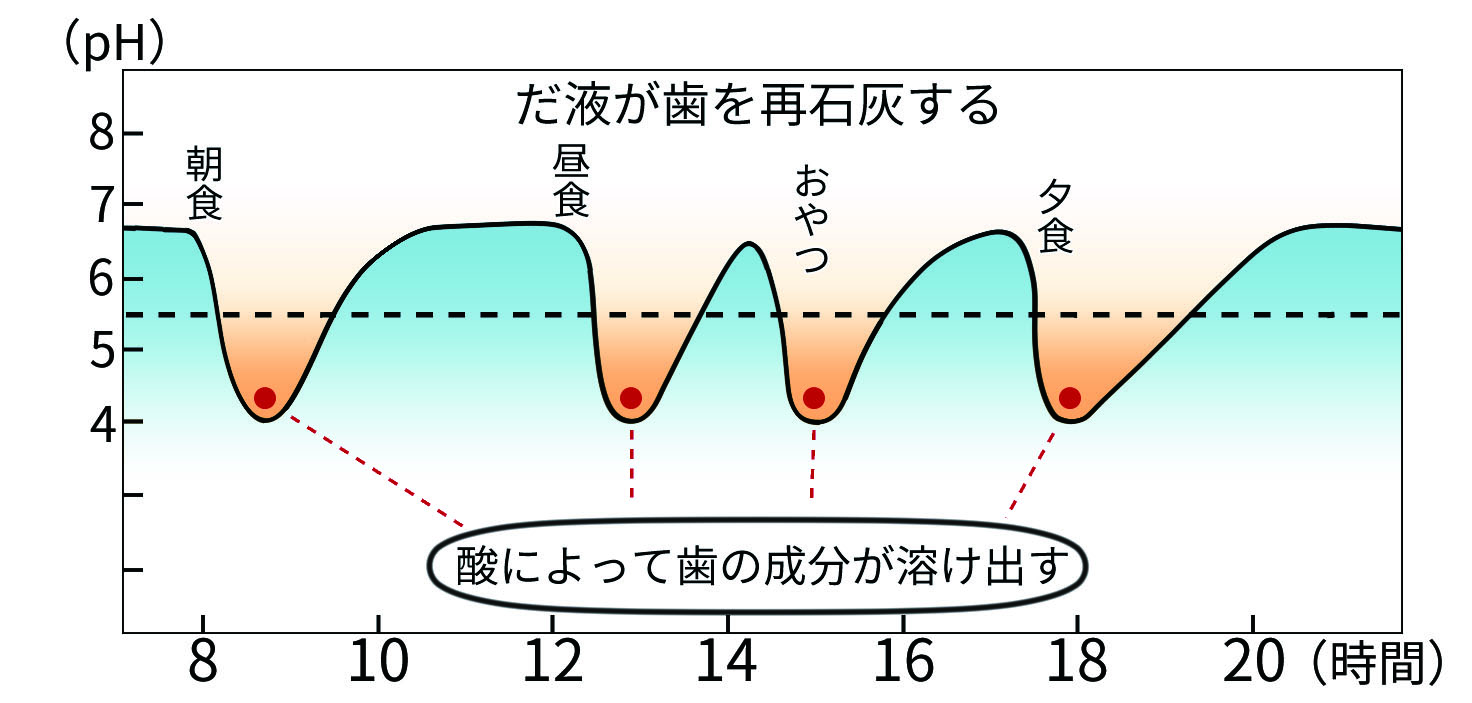 （pH）
だ液が歯を再石灰する
8
7
6
5
4
朝食
昼食
おやつ
夕食
酸によって歯の成分が溶け出す
8 10 12 14 16 18 20（時間）